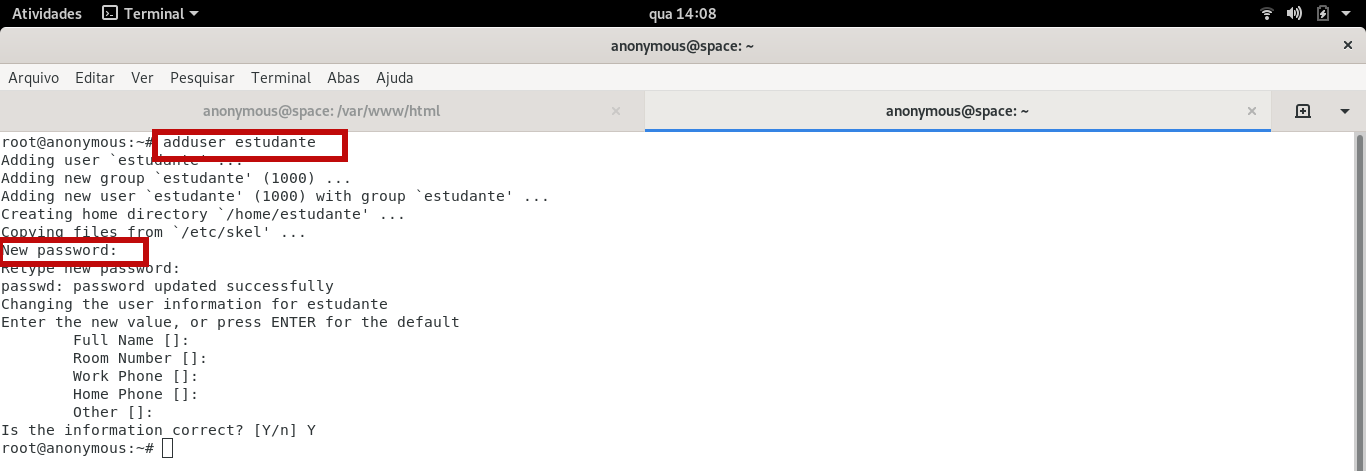 Atividades Terminal qua 14:08
anonymous@space: ~
Arquivo Editar Ver Pesquisar Terminal Abas Ajuda
anonymous@space: /var/www/html anonymous@space: ~
root@anonymous:~# adduser estudante
Adding user `estudante' ...
Adding new group `estudante' (1000) ...
Adding new user `estudante' (1000) with group `estudante' ...
Creating home directory `/home/estudante' ...
Copying files from `/etc/skel' ...
New password:
Retype new password:
passwd: password updated successfully
Changing the user information for estudante
Enter the new value, or press ENTER for the default
Full Name []:
Room Number []:
Work Phone []:
Home Phone []:
Other []:
Is the information correct? [Y/n] Y
root@anonymous:~#